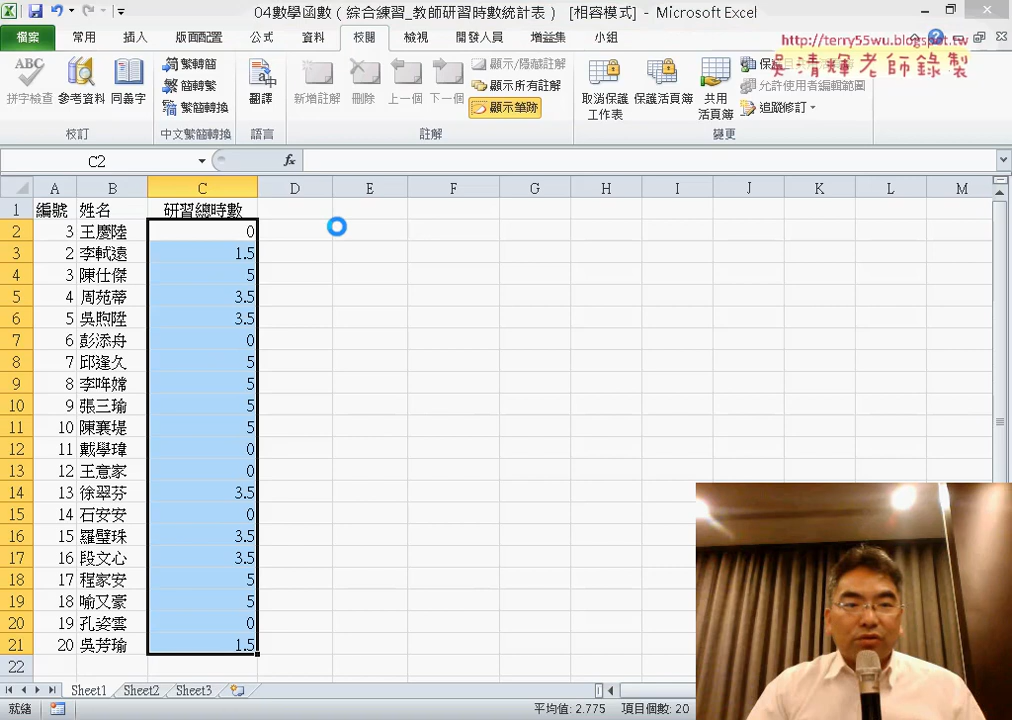 04數學函數（綜合練習_教師研習時數統計表） [相容模式] - Microsoft Excel
檔案 常用 插入 版面配置 公式 資料 校閱 檢視 開發人員 增益集 小組
http://terry55wu.blogspot.tw
吳清輝老師錄製
ABC 拼字檢查 參考資料 同義字
繁轉簡
簡轉繁
繁簡轉換
翻譯
新增註解 刪除 上一個 下一個
顯示/隱藏註解
顯示所有註解
顯示筆跡
取消保護工作表 保護活頁簿 共用活頁簿
允許使用者編輯範圍
追蹤修訂
校訂 中文繁簡轉換 語言 註解 變更
C2 fx
A B C D E F G H I J K L M
1 編號 姓名 研習總時數
2 3 王慶陸 0
3 2 李軾遠 1.5
4 3 陳仕傑 5
5 4 周苑蒂 3.5
6 5 吳煦陞 3.5
7 6 彭添舟 0
8 7 邱逢久 5
9 8 李哖嫦 5
10 9 張三瑜 5
11 10 陳襄堤 5
12 11 戴學瑋 0
13 12 王意家 0
14 13 徐翠芬 3.5
15 14 石安安 0
16 15 羅璧珠 3.5
17 16 段文心 3.5
18 17 程家安 5
19 18 喻又豪 5
20 19 孔姿雲 0
21 20 吳芳瑜 1.5
22
Sheet1 Sheet2 Sheet3
就緒 平均值: 2.775 項目個數: 20